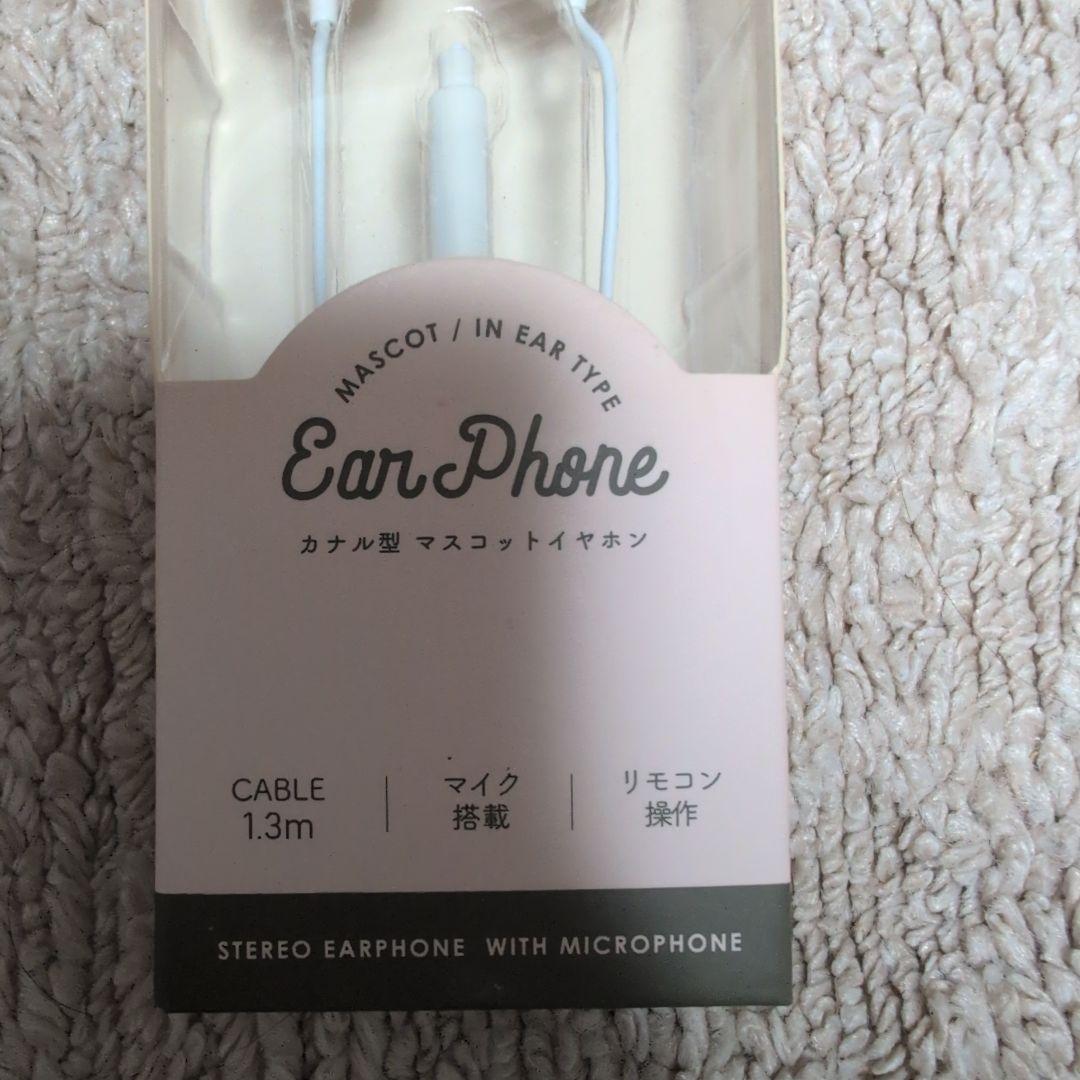 MASCOT / IN EAR TYPE
Ear Phone
カナル型 マスコットイヤホン
CABLE
1.3m
マイク
搭載
リモコン
操作
STEREO EARPHONE WITH MICROPHONE